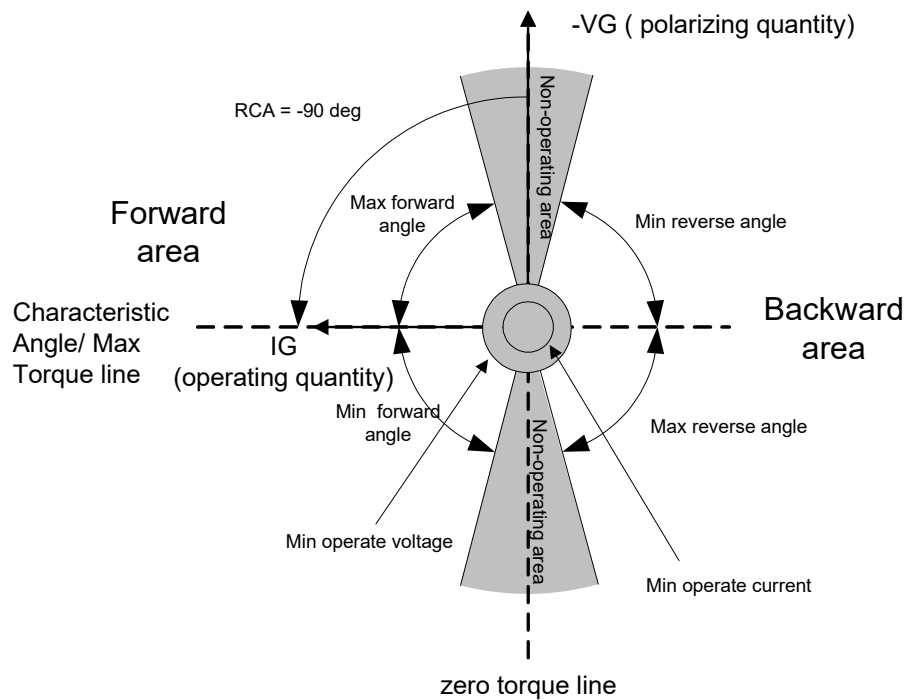 -VG ( polarizing quantity)
RCA = -90 deg
Non-operating area
Max forward
angle
Min reverse angle
Forward
area
Backward
area
Characteristic
Angle/ Max
Torque line
IG
(operating quantity)
Min  forward
angle
Max reverse angle
Non-operating area
Min operate voltage
Min operate current
zero torque line